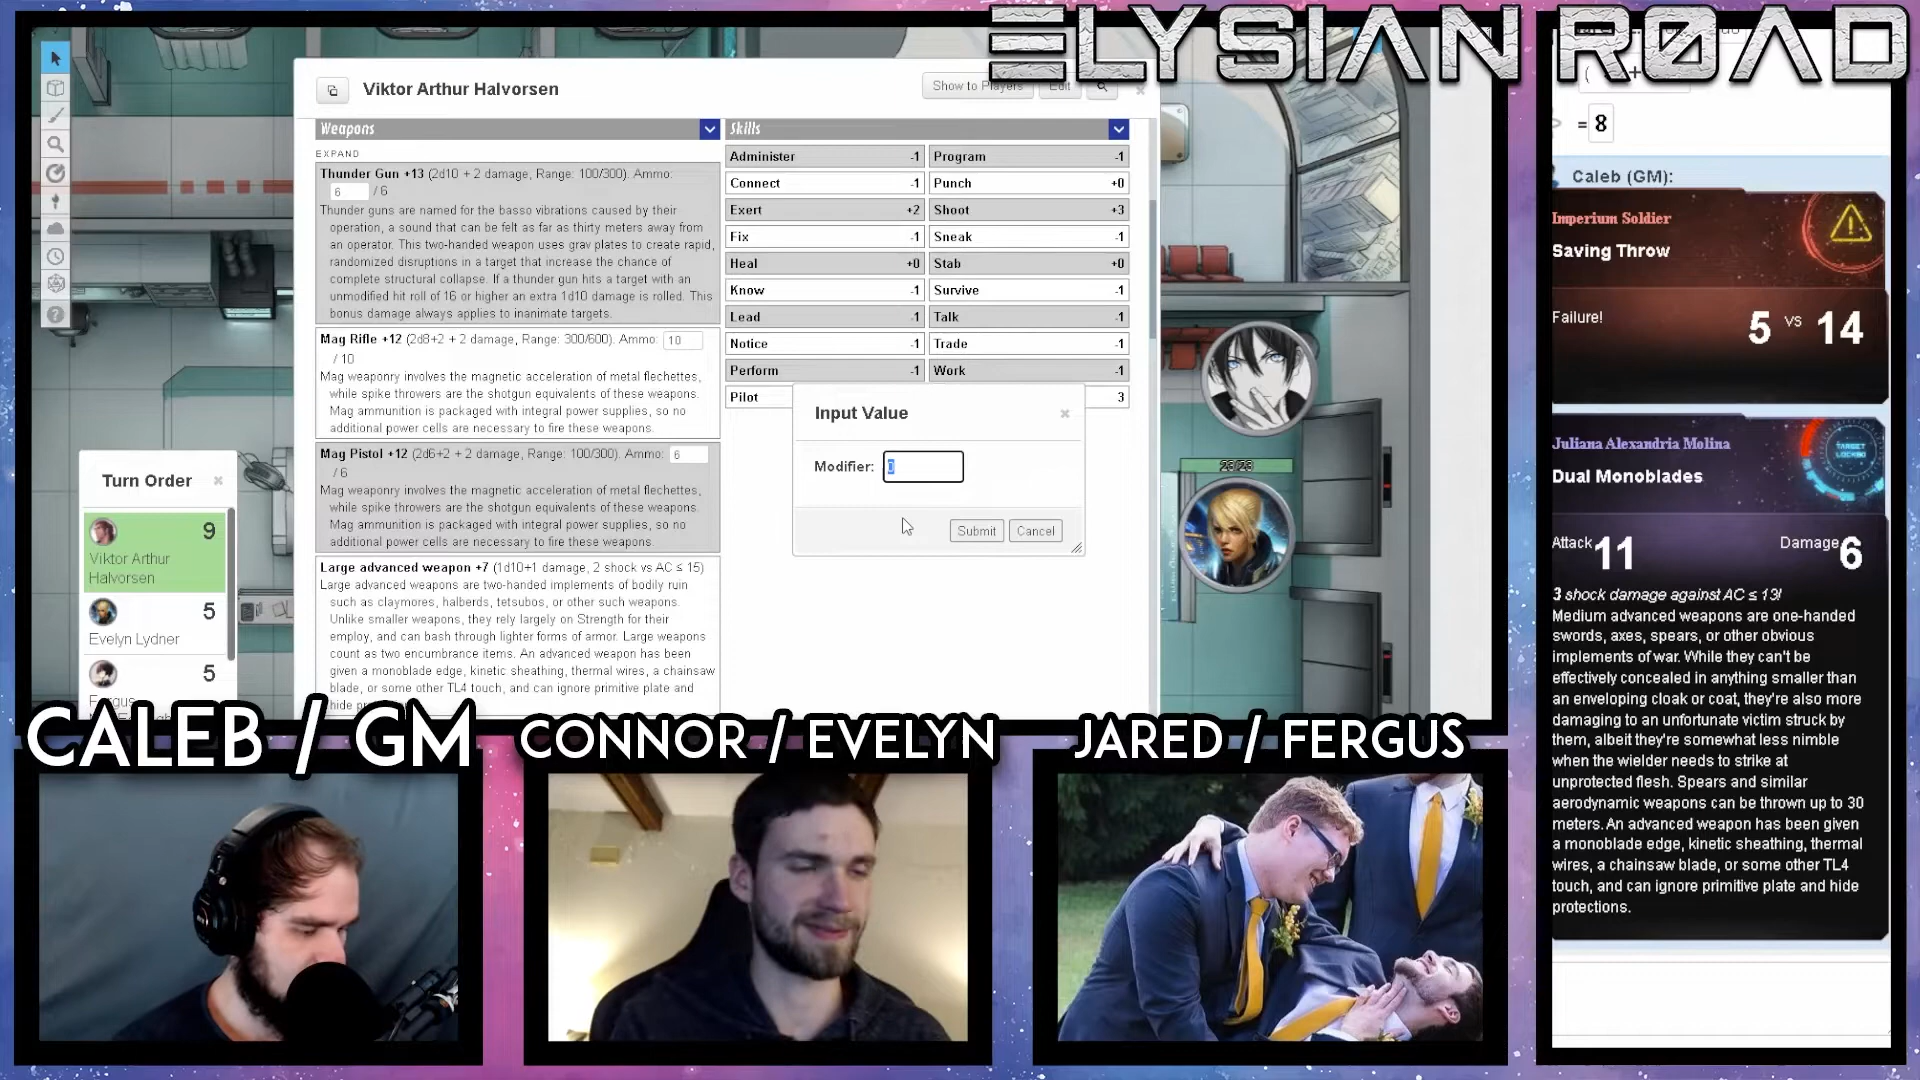 ELYSIAN RØAD
Viktor Arthur Halvorsen
Show to Players
Edit
Weapons
EXPAND
Thunder Gun +13 (2d10 + 2 damage, Range: 100/300). Ammo:
6 / 6
Thunder guns are named for the basso vibrations caused by their
operation, a sound that can be felt as far as thirty meters away from
an operator. This two-handed weapon uses grav plates to create rapid,
randomized disruptions in a target that increase the chance of
complete structural collapse. If a thunder gun hits a target with an
unmodified hit roll of 16 or higher an extra 1d10 damage is rolled. This
bonus damage always applies to inanimate targets.
Mag Rifle +12 (2d8+2 + 2 damage, Range: 300/600). Ammo: 10
/ 10
Mag weaponry involves the magnetic acceleration of metal flechettes,
while spike throwers are the shotgun equivalents of these weapons.
Mag ammunition is packaged with integral power supplies, so no
additional power cells are necessary to fire these weapons.
Mag Pistol +12 (2d6+2 + 2 damage, Range: 100/300). Ammo: 6
/ 6
Mag weaponry involves the magnetic acceleration of metal flechettes,
while spike throwers are the shotgun equivalents of these weapons.
Mag ammunition is packaged with integral power supplies, so no
additional power cells are necessary to fire these weapons.
Large advanced weapon +7 (1d10+1 damage, 2 shock vs AC ≤ 15)
Large advanced weapons are two-handed implements of bodily ruin
such as claymores, halberds, tetsubos, or other such weapons.
Unlike smaller weapons, they rely largely on Strength for their
employ, and can bash through lighter forms of armor. Large weapons
count as two encumbrance items. An advanced weapon has been
given a monoblade edge, kinetic sheathing, thermal wires, a chainsaw
blade, or some other TL4 touch, and can ignore primitive plate and
hide
Skills
Administer -1 Program -1
Connect -1 Punch +0
Exert +2 Shoot +3
Fix -1 Sneak -1
Heal +0 Stab +0
Know -1 Survive -1
Lead -1 Talk -1
Notice -1 Trade -1
Perform -1 Work -1
Pilot 3
Input Value
Modifier: 0
Submit Cancel
23/23
Turn Order
9
Viktor Arthur
Halvorsen
5
Evelyn Lydner
5
Fergus
= 8
Caleb (GM):
Imperium Soldier
Saving Throw
Failure!
5 VS 14
Juliana Alexandria Molina
TARGET
LOCKED
Dual Monoblades
Attack 11 Damage 6
3 shock damage against AC ≤ 13!
Medium advanced weapons are one-handed
swords, axes, spears, or other obvious
implements of war. While they can't be
effectively concealed in anything smaller than
an enveloping cloak or coat, they're also more
damaging to an unfortunate victim struck by
them, albeit they're somewhat less nimble
when the wielder needs to strike at
unprotected flesh. Spears and similar
aerodynamic weapons can be thrown up to 30
meters. An advanced weapon has been given
a monoblade edge, kinetic sheathing, thermal
wires, a chainsaw blade, or some other TL4
touch, and can ignore primitive plate and hide
protections.
CALEB / GM
CONNOR / EVELYN
JARED / FERGUS